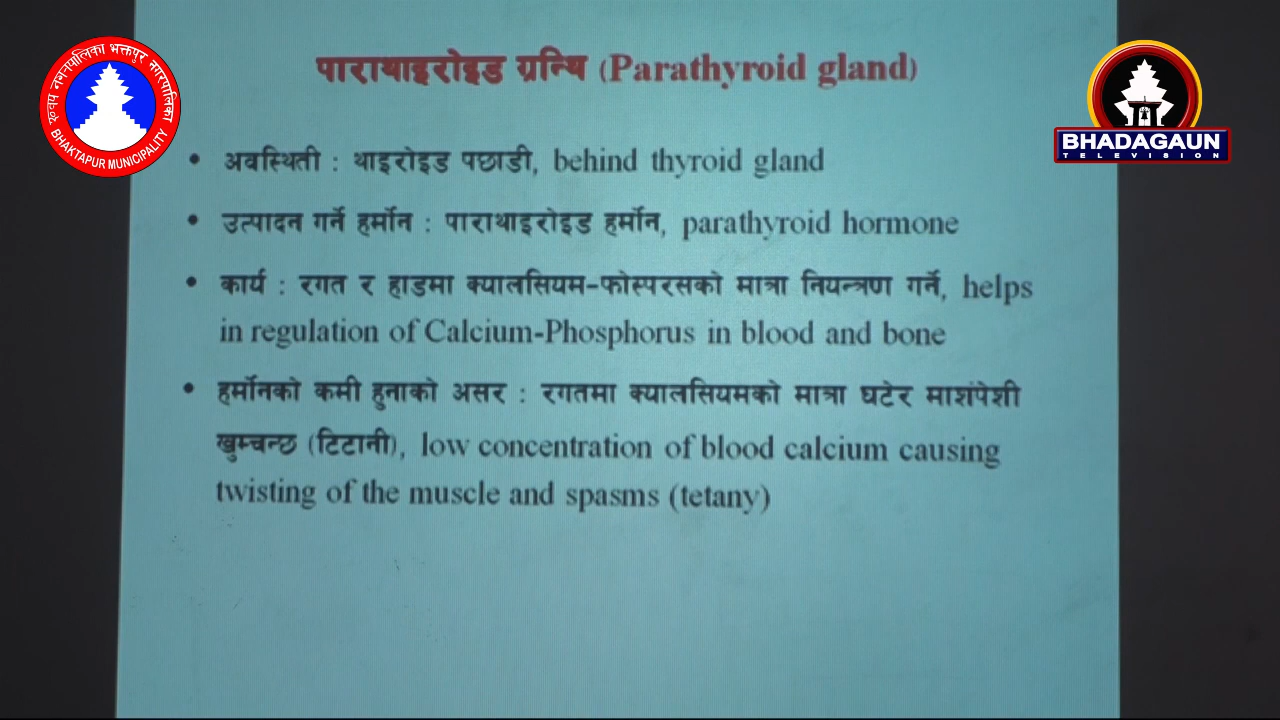 पाराथाइरोइड ग्रन्थि (Parathyroid gland)
• अवस्थिती : थाइरोइड पछाडी, behind thyroid gland
• उत्पादन गर्ने हर्मोन : पाराथाइरोइड हर्मोन, parathyroid hormone
• कार्य : रगत र हाडमा क्यालसियम-फोस्परसको मात्रा नियन्त्रण गर्ने, helps
in regulation of Calcium-Phosphorus in blood and bone
• हर्मोनको कमी हुनाको असर : रगतमा क्यालसियमको मात्रा घटेर माशंपेशी
खुम्चन्छ (टिटानी), low concentration of blood calcium causing
twisting of the muscle and spasms (tetany)
भक्तपुर नगरपालिका
BHAKTAPUR MUNICIPALITY
BHADAGAUN
TELEVISION